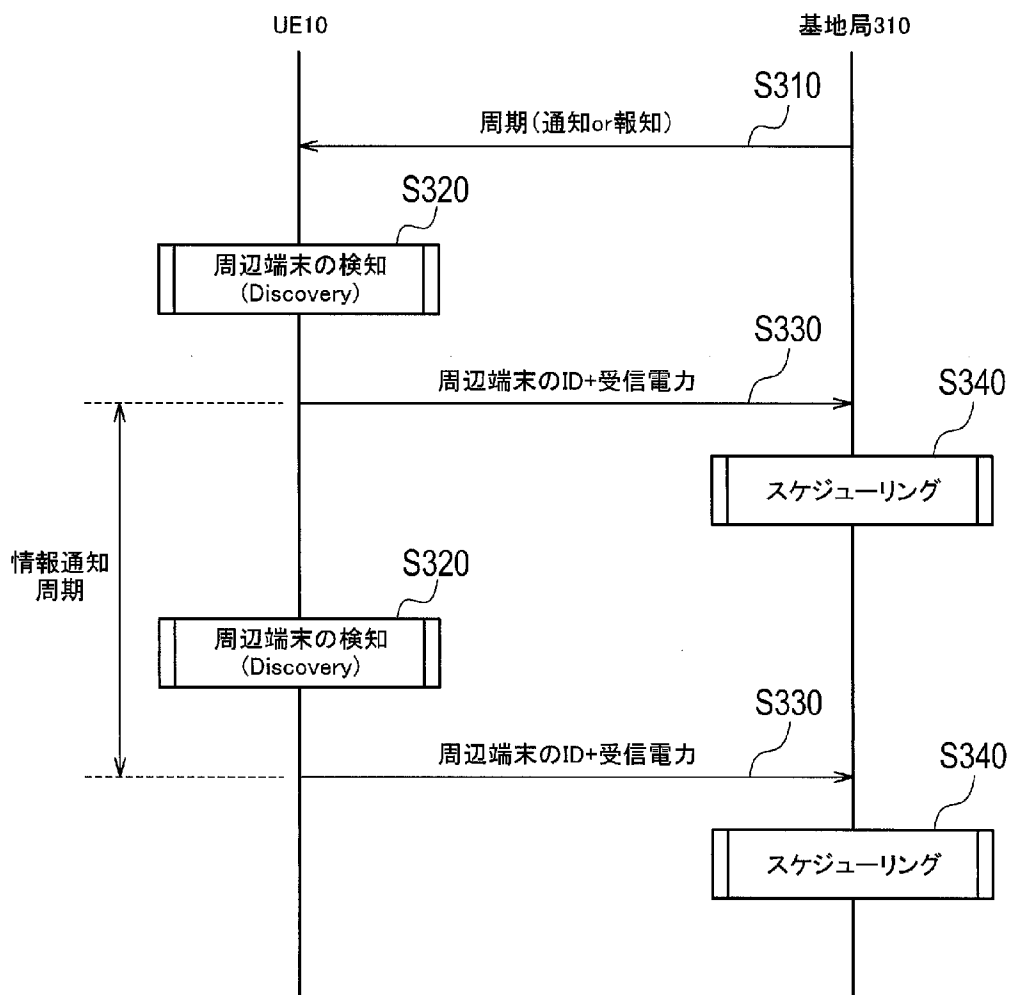 UE10
基地局310
S310
周期(通知or報知)
S320
周辺端末の検知
(Discovery)
S330
周辺端末のID+受信電力
S340
スケジューリング
情報通知
周期
S320
周辺端末の検知
(Discovery)
S330
周辺端末のID+受信電力
S340
スケジューリング